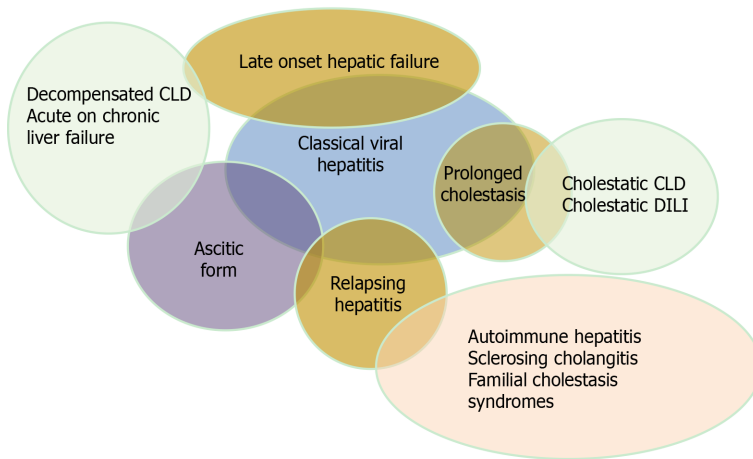 Late onset hepatic failure
Decompensated CLD
Acute on chronic
liver failure
Classical viral
hepatitis
Prolonged
cholestasis
Cholestatic CLD
Cholestatic DILI
Ascitic
form
Relapsing
hepatitis
Autoimmune hepatitis
Sclerosing cholangitis
Familial cholestasis
syndromes